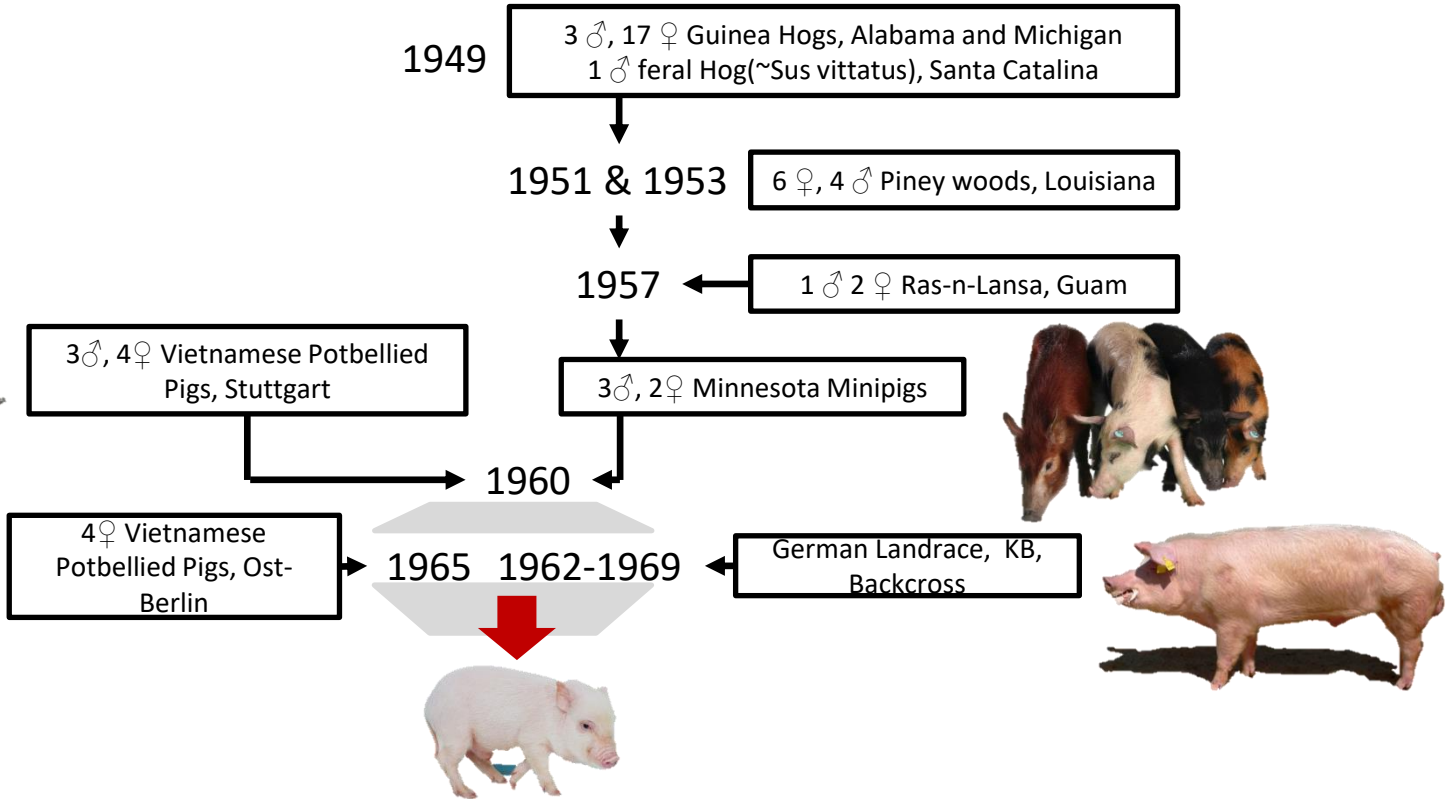 1949
3 ♂, 17 ♀ Guinea Hogs, Alabama and Michigan
1 ♂ feral Hog(~Sus vittatus), Santa Catalina
1951 & 1953
6 ♀, 4 ♂ Piney woods, Louisiana
1957
1 ♂ 2 ♀ Ras-n-Lansa, Guam
3♂, 4♀ Vietnamese Potbellied
Pigs, Stuttgart
3♂, 2♀ Minnesota Minipigs
1960
4♀ Vietnamese
Potbellied Pigs, Ost-
Berlin
1965 1962-1969
German Landrace, KB,
Backcross